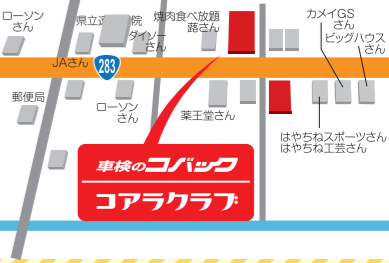 ローソン
さん
県立遠 院
ダイソー
さん
焼肉食べ放題
蕗さん
カメイGS
さん
ビッグハウス
さん
JAさん
283
郵便局
ローソン
さん
薬王堂さん
はやちねスポーツさん
はやちね工芸さん
車検のコバック
コアラクラブ